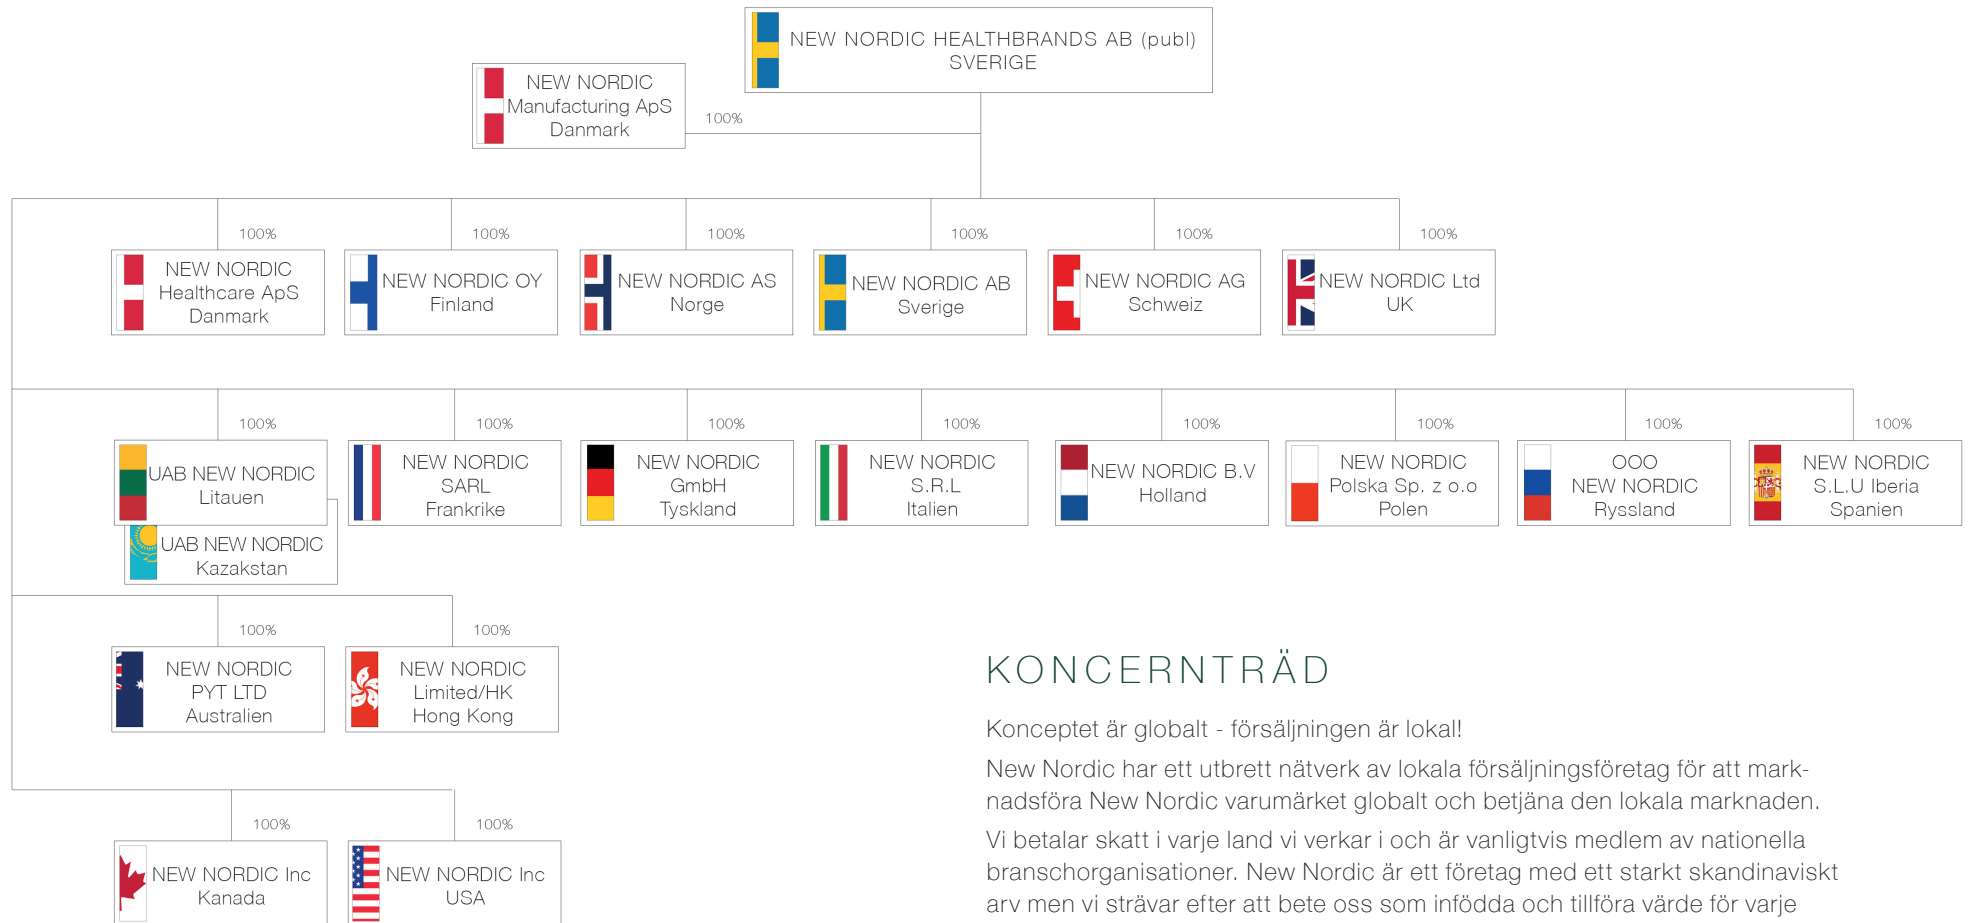 NEW NORDIC HEALTHBRANDS AB (publ)
SVERIGE
NEW NORDIC
Manufacturing ApS
Danmark
100%
100%
100%
100%
100%
100%
100%
NEW NORDIC
Healthcare ApS
Danmark
NEW NORDIC OY
Finland
NEW NORDIC AS
Norge
NEW NORDIC AB
Sverige
NEW NORDIC AG
Schweiz
NEW NORDIC Ltd
UK
100%
100%
100%
100%
100%
100%
100%
100%
UAB NEW NORDIC
Litauen
UAB NEW NORDIC
Kazakstan
NEW NORDIC
SARL
Frankrike
NEW NORDIC
GmbH
Tyskland
NEW NORDIC
S.R.L
Italien
NEW NORDIC B.V
Holland
NEW NORDIC
Polska Sp. z o.o
Polen
OOO
NEW NORDIC
Ryssland
NEW NORDIC
S.L.U Iberia
Spanien
100%
100%
NEW NORDIC
PYT LTD
Australien
NEW NORDIC
Limited/HK
Hong Kong
100%
100%
NEW NORDIC Inc
Kanada
NEW NORDIC Inc
USA
KONCERNTRÄD
Konceptet är globalt - försäljningen är lokal!
New Nordic har ett utbrett nätverk av lokala försäljningsföretag för att mark-
nadsföra New Nordic varumärket globalt och betjäna den lokala marknaden.
Vi betalar skatt i varje land vi verkar i och är vanligtvis medlem av nationella
branschorganisationer. New Nordic är ett företag med ett starkt skandinaviskt
arv men vi strävar efter att bete oss som infödda och tillföra värde för varje